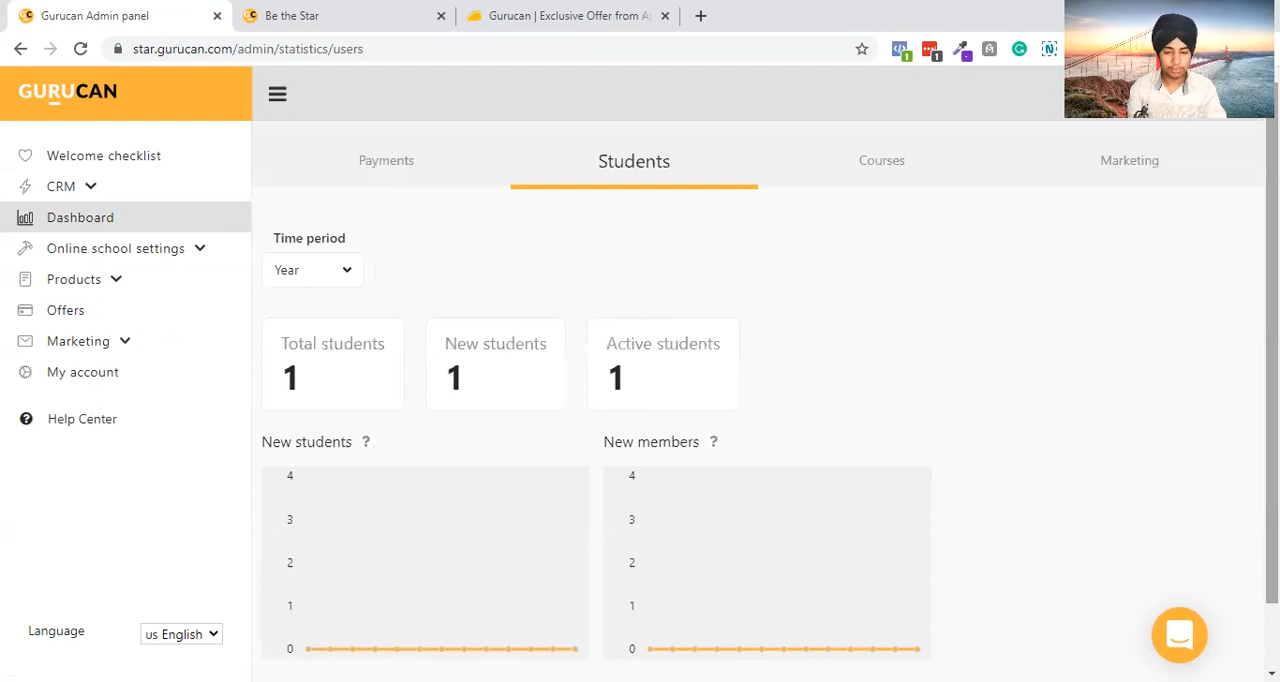 Gurucan Admin panel
Be the Star
Gurucan | Exclusive Offer from Ap
star.gurucan.com/admin/statistics/users
1
1
GURUCAN
Welcome checklist
CRM
Dashboard
Online school settings
Products
Offers
Marketing
My account
Help Center
Language
us English
Payments
Students
Courses
Marketing
Time period
Year
Total students
1
New students
1
Active students
1
New students ?
4
3
2
1
0
New members ?
4
3
2
1
0